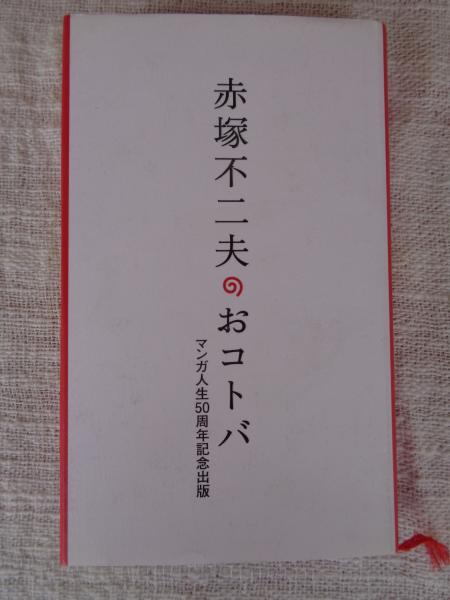 赤塚不二夫のおコトバ
マンガ人生50周年記念出版